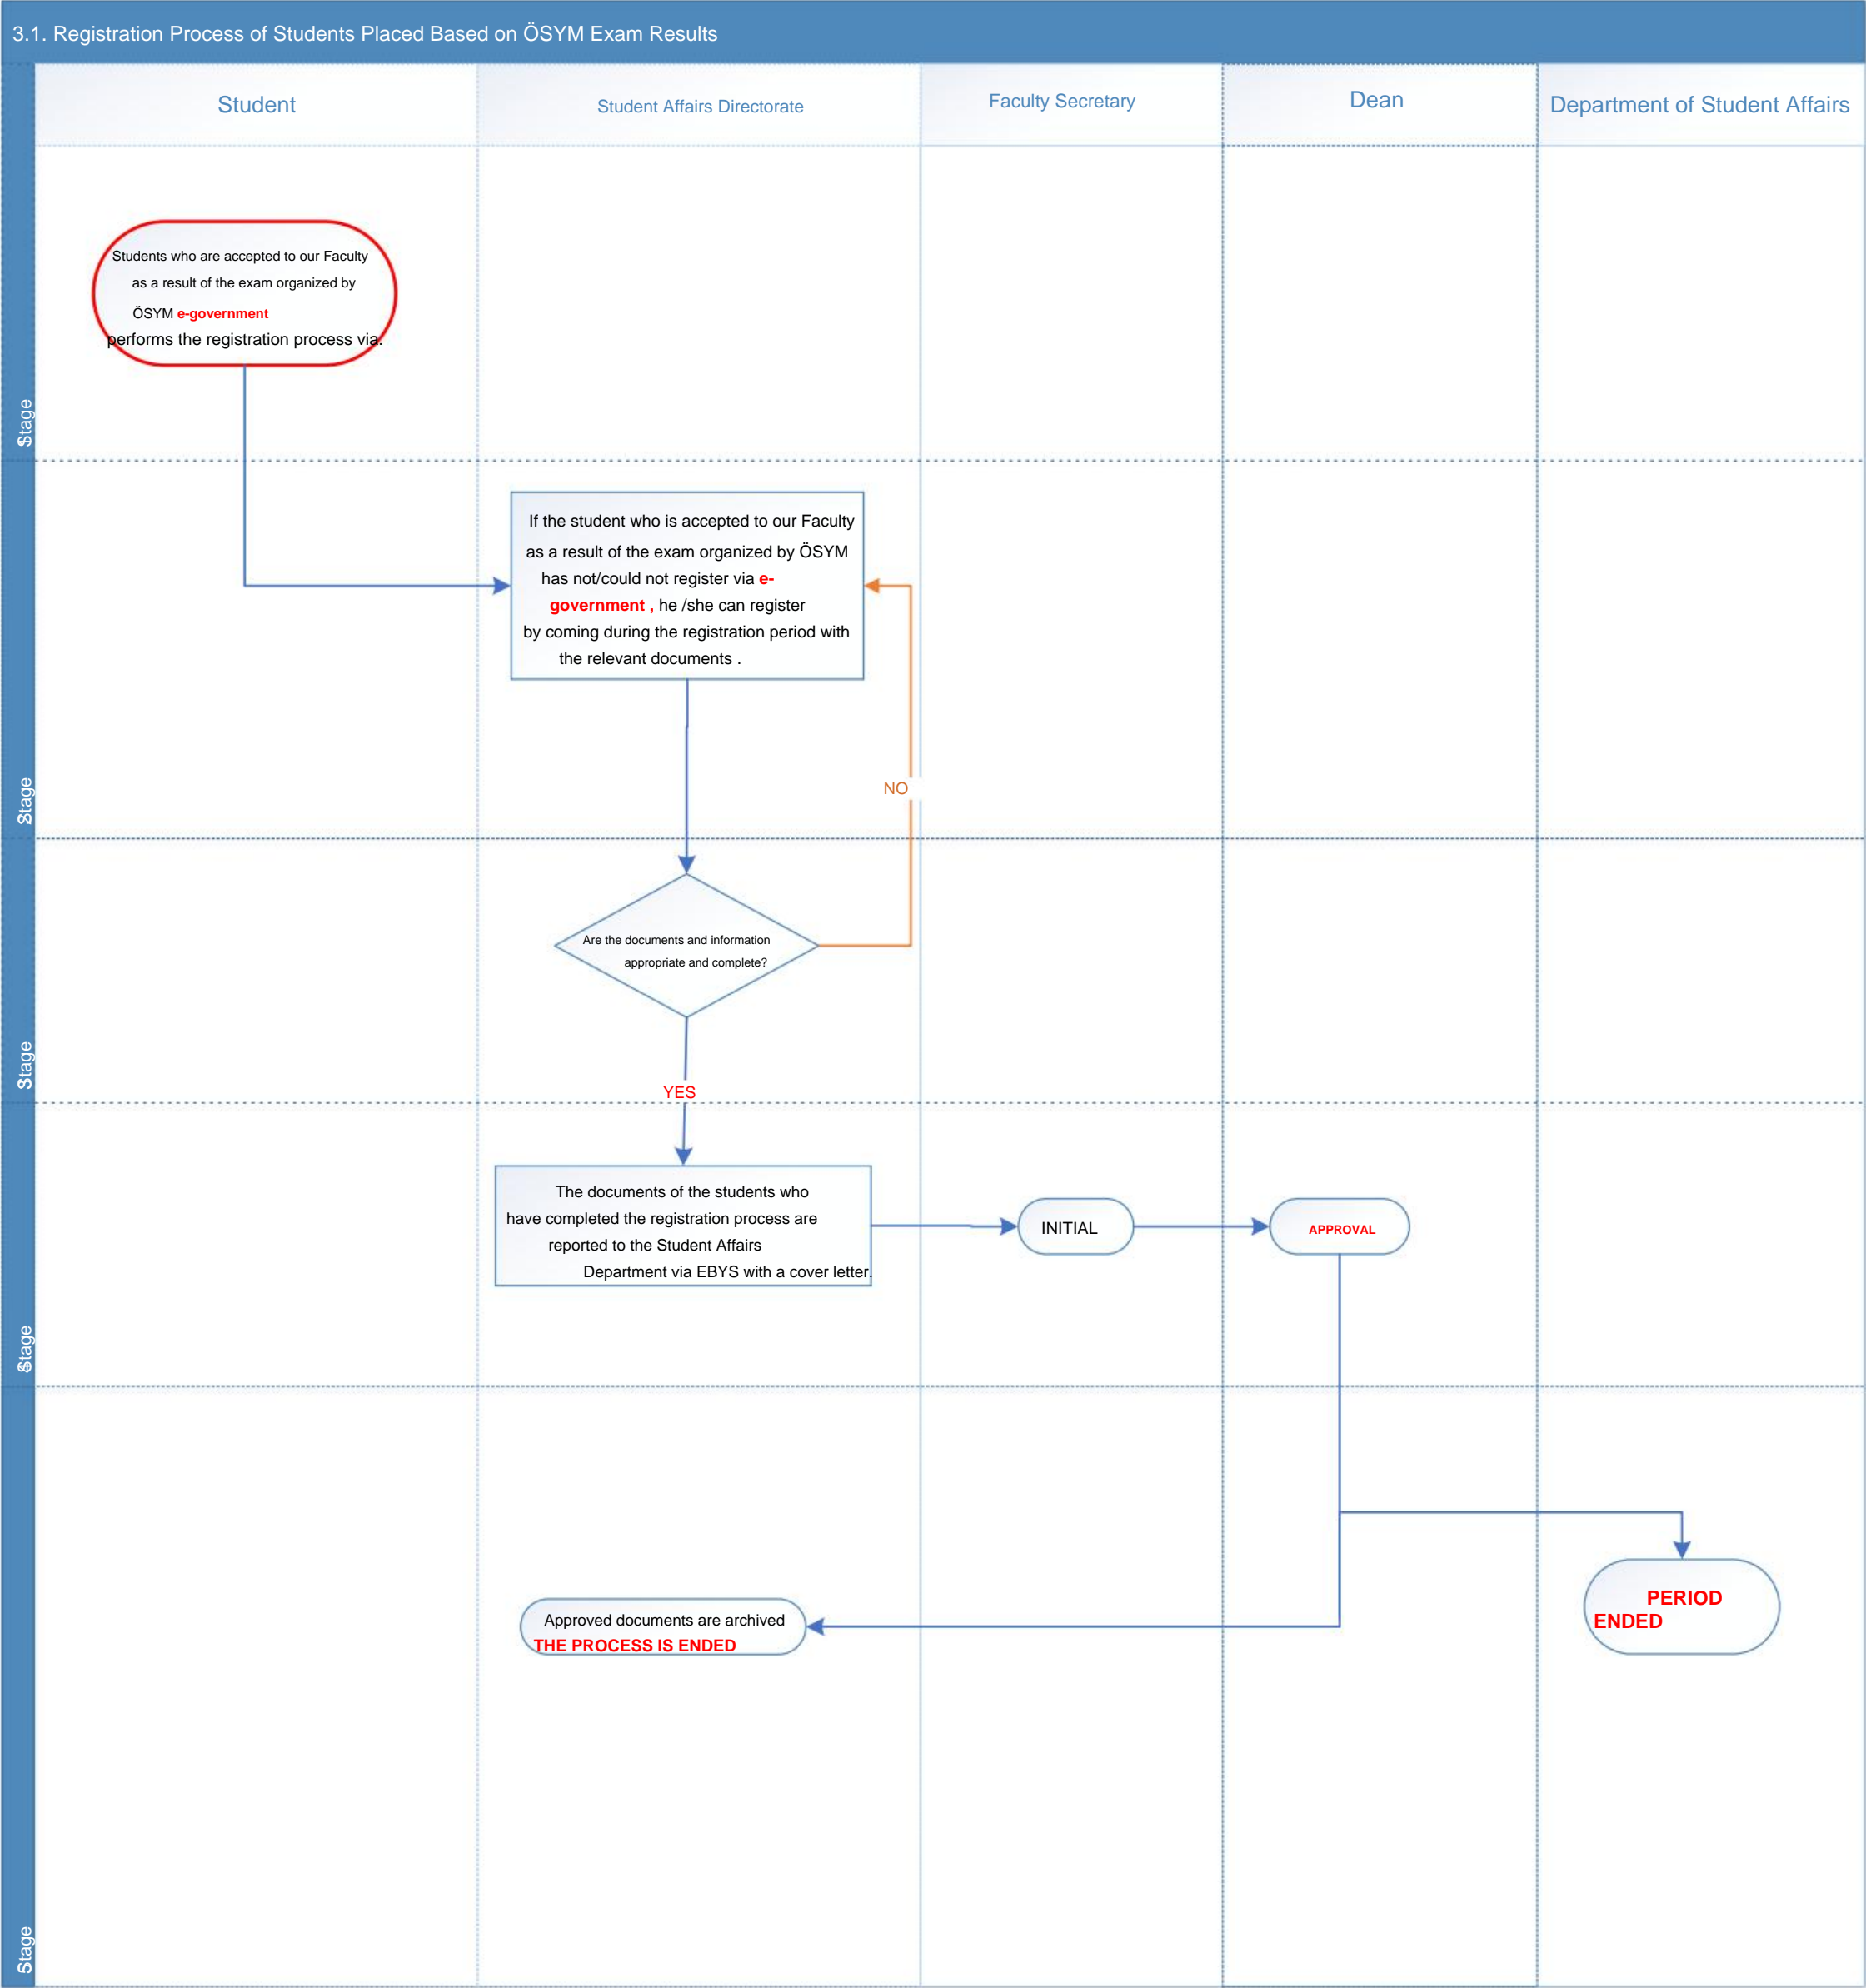 3.1. Registration Process of Students Placed Based on ÖSYM Exam Results
Student
Student Affairs Directorate
Faculty Secretary
Dean
Department of Student Affairs
Students who are accepted to our Faculty
as a result of the exam organized by
ÖSYM e-government
performs the registration process via.
Stage
If the student who is accepted to our Faculty
as a result of the exam organized by ÖSYM
has not/could not register via e-
government , he /she can register
by coming during the registration period with
the relevant documents .
NO
Stage
Are the documents and information
appropriate and complete?
Stage
YES
The documents of the students who
have completed the registration process are
reported to the Student Affairs
Department via EBYS with a cover letter.
INITIAL
APPROVAL
Stage
PERIOD
ENDED
Approved documents are archived
THE PROCESS IS ENDED
Stage